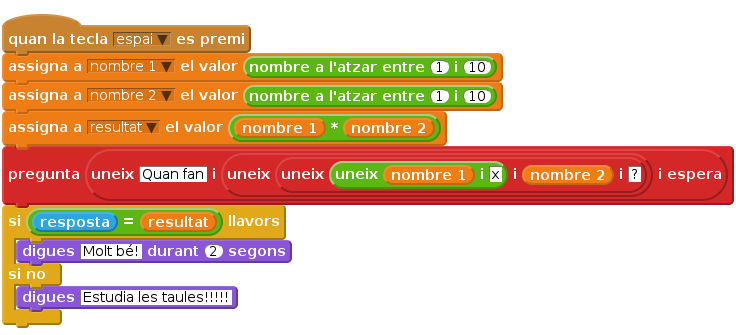 quan la tecla espai es premi
assigna a nombre 1 el valor nombre a l'atzar entre 1 i 10
assigna a nombre 2 el valor nombre a l'atzar entre 1 i 10
assigna a resultat el valor nombre 1 * nombre 2
pregunta uneix Quan fan i uneix uneix uneix nombre 1 i x i nombre 2 i ? i espera
si resposta = resultat llavors
digues Molt bé! durant 2 segons
si no
digues Estudia les taules!!!!!